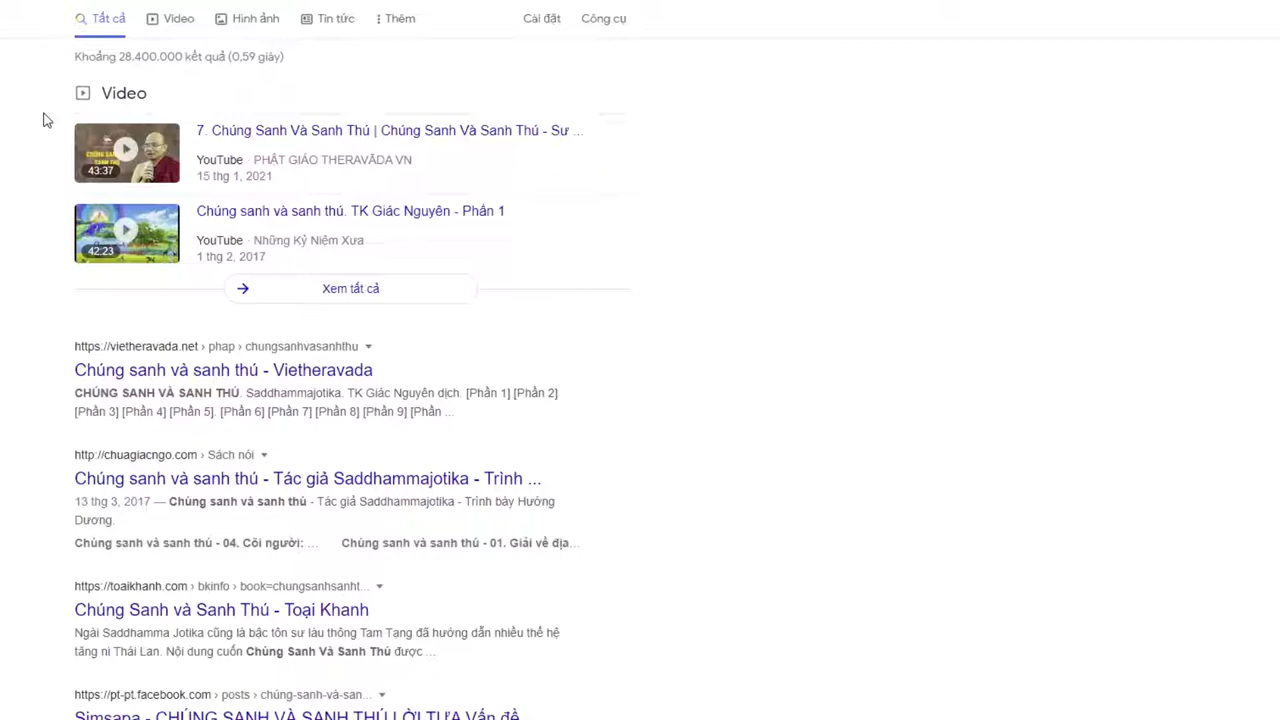 Tất cả Video Hình ảnh Tin tức Thêm Cài đặt Công cụ
Khoảng 28.400.000 kết quả (0,59 giây)
Video
7. Chúng Sanh Và Sanh Thú | Chúng Sanh Và Sanh Thú - Sư ...
43:37
YouTube · PHẬT GIÁO THERAVĀDA VN
15 thg 1, 2021
Chúng sanh và sanh thú. TK Giác Nguyên - Phần 1
42:23
YouTube · Những Kỷ Niệm Xưa
1 thg 2, 2017
Xem tất cả
https://vietheravada.net › phap › chungsanhvasanhthu
Chúng sanh và sanh thú - Vietheravada
CHÚNG SANH VÀ SANH THÚ. Saddhammajotika. TK Giác Nguyên dịch. [Phần 1] [Phần 2]
[Phần 3] [Phần 4] [Phần 5]. [Phần 6] [Phần 7] [Phần 8] [Phần 9] [Phần ...
http://chuagiacngo.com › Sách nói
Chúng sanh và sanh thú - Tác giả Saddhammajotika - Trình ...
13 thg 3, 2017 — Chúng sanh và sanh thú - Tác giả Saddhammajotika - Trình bày Hướng
Dương.
Chúng sanh và sanh thú - 04. Cõi người: ... Chúng sanh và sanh thú - 01. Giải về địa...
https://toaikhanh.com › bkinfo › book=chungsanhsanht...
Chúng Sanh và Sanh Thú - Toại Khanh
Ngài Saddhamma Jotika cũng là bậc tôn sư làu thông Tam Tạng đã hướng dẫn nhiều thế hệ
tăng ni Thái Lan. Nội dung cuốn Chúng Sanh Và Sanh Thú được ...
https://pt-pt.facebook.com › posts › chúng-sanh-và-san...
Simsapa - CHÚNG SANH VÀ SANH THÚ | LỜI TỰA Vấn đề